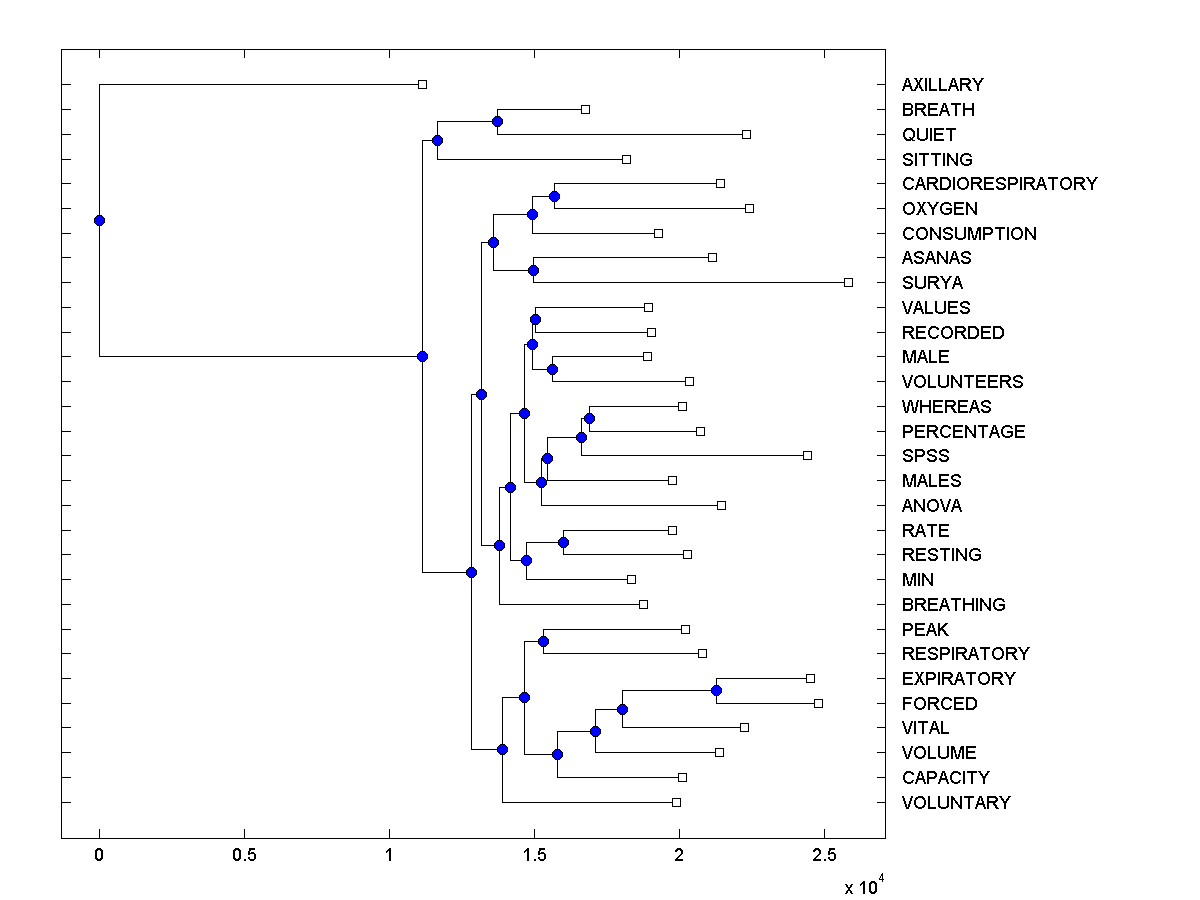 AXILLARY
BREATH
QUIET
SITTING
CARDIORESPIRATORY
OXYGEN
CONSUMPTION
ASANAS
SURYA
VALUES
RECORDED
MALE
VOLUNTEERS
WHEREAS
PERCENTAGE
SPSS
MALES
ANOVA
RATE
RESTING
MIN
BREATHING
PEAK
RESPIRATORY
EXPIRATORY
FORCED
VITAL
VOLUME
CAPACITY
VOLUNTARY
0 0.5 1 1.5 2 2.5
x 10^4